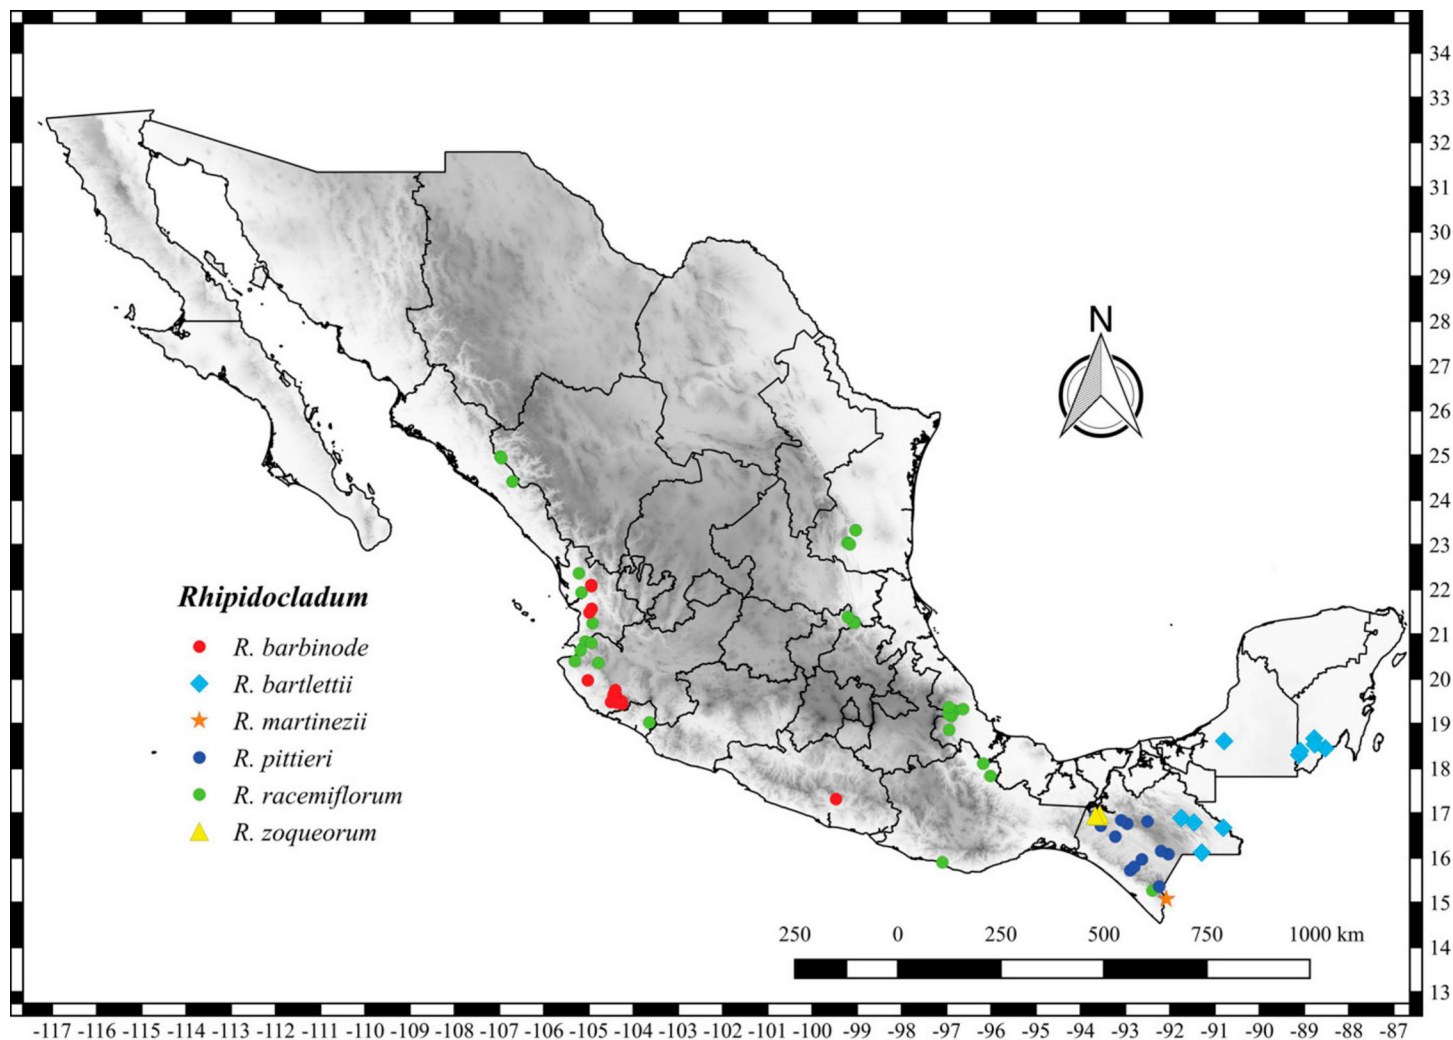 34
33
32
31
30
29
28
27
26
25
24
23
22
21
20
19
18
17
16
15
14
13
N
Rhipidocladum
R. barbinode
R. bartlettii
R. martinezii
R. pittieri
R. racemiflorum
R. zoqueorum
250 0 250 500 750 1000 km
-117 -116 -115 -114 -113 -112 -111 -110 -109 -108 -107 -106 -105 -104 -103 -102 -101 -100 -99 -98 -97 -96 -95 -94 -93 -92 -91 -90 -89 -88 -87